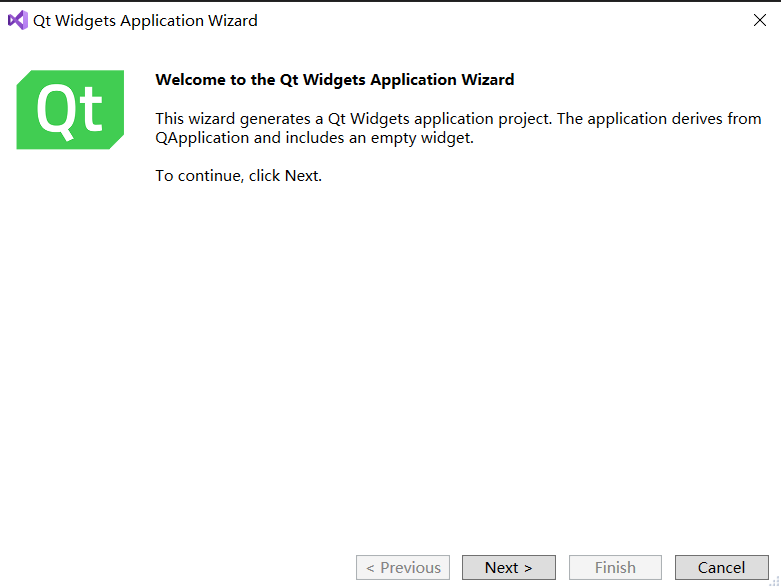 Qt Widgets Application Wizard
Qt
Welcome to the Qt Widgets Application Wizard
This wizard generates a Qt Widgets application project. The application derives from
QApplication and includes an empty widget.
To continue, click Next.
< Previous
Next >
Finish
Cancel